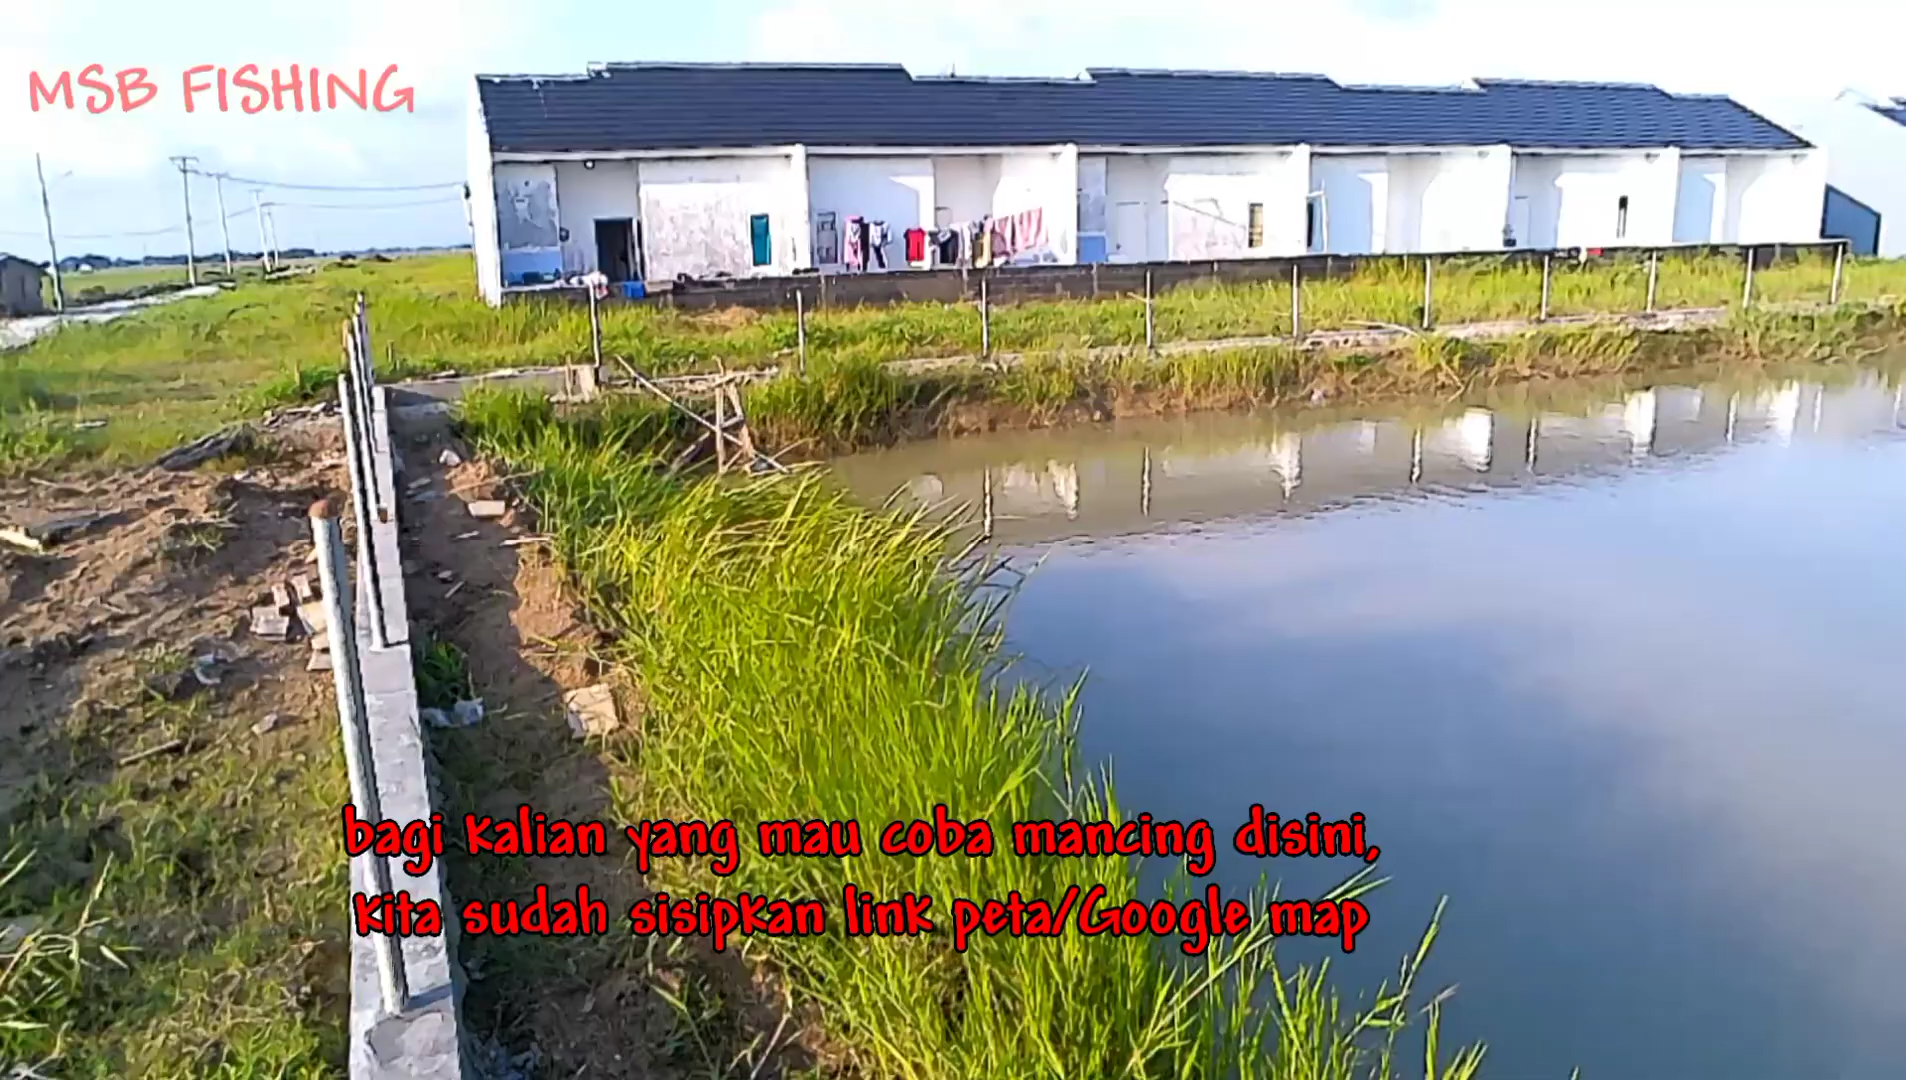 MSB FISHING
bagi kalian yang mau coba mancing disini,
kita sudah sisipkan link peta/Google map